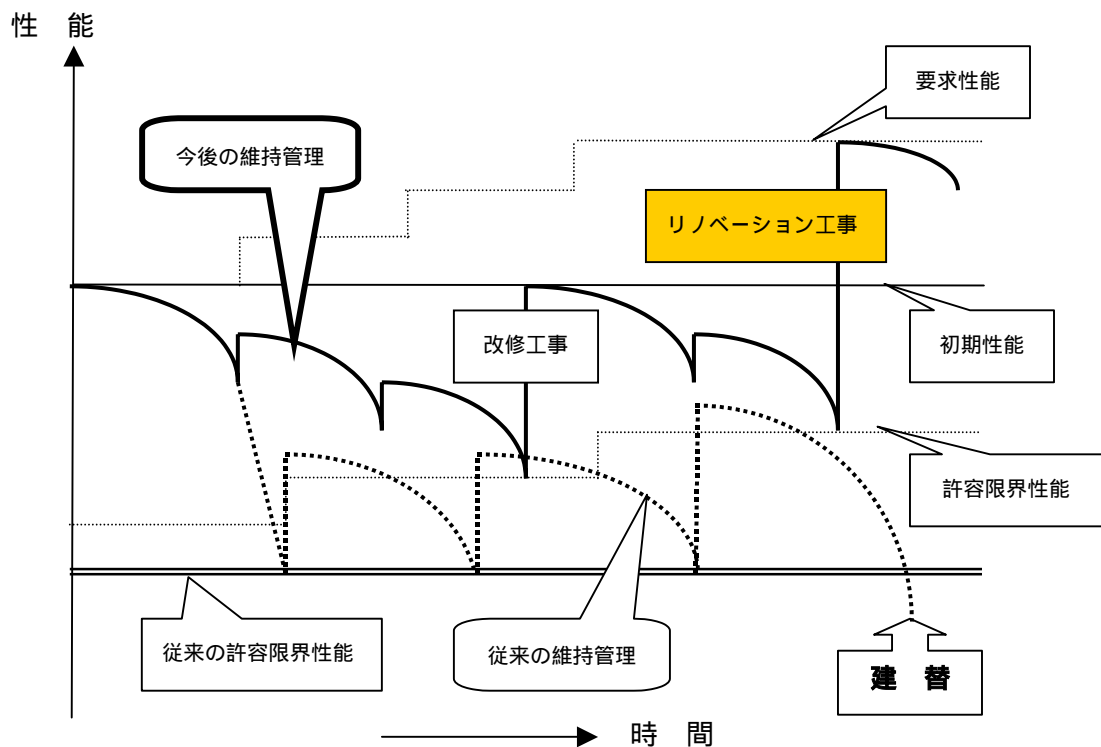 性 能
要求性能
今後の維持管理
リノベーション工事
改修工事
初期性能
許容限界性能
従来の許容限界性能
従来の維持管理
建 替
時 間